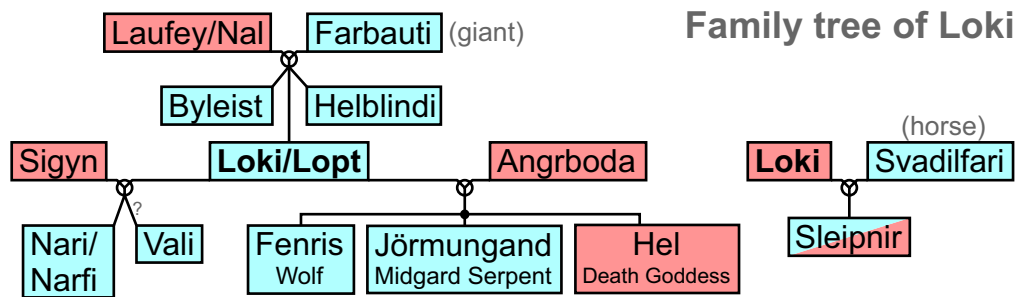 Family tree of Loki
Laufey/Nal
Farbauti
(giant)
Byleist
Helblindi
Sigyn
Loki/Lopt
Angrboda
?
Nari/
Narfi
Vali
Fenris
Wolf
Jörmungand
Midgard Serpent
Hel
Death Goddess
(horse)
Loki
Svadilfari
Sleipnir